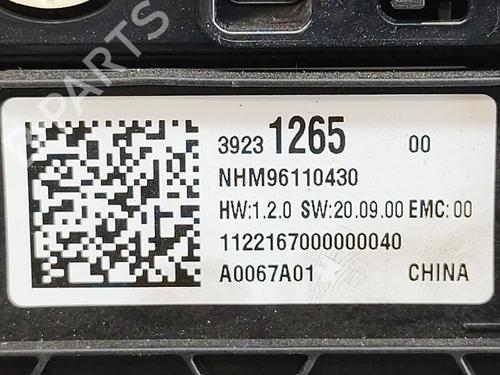 B-PARTS
3923 1265 00
NHM96110430
HW:1.2.0 SW:20.09.00 EMC:00
1122167000000040
A0067A01 CHINA